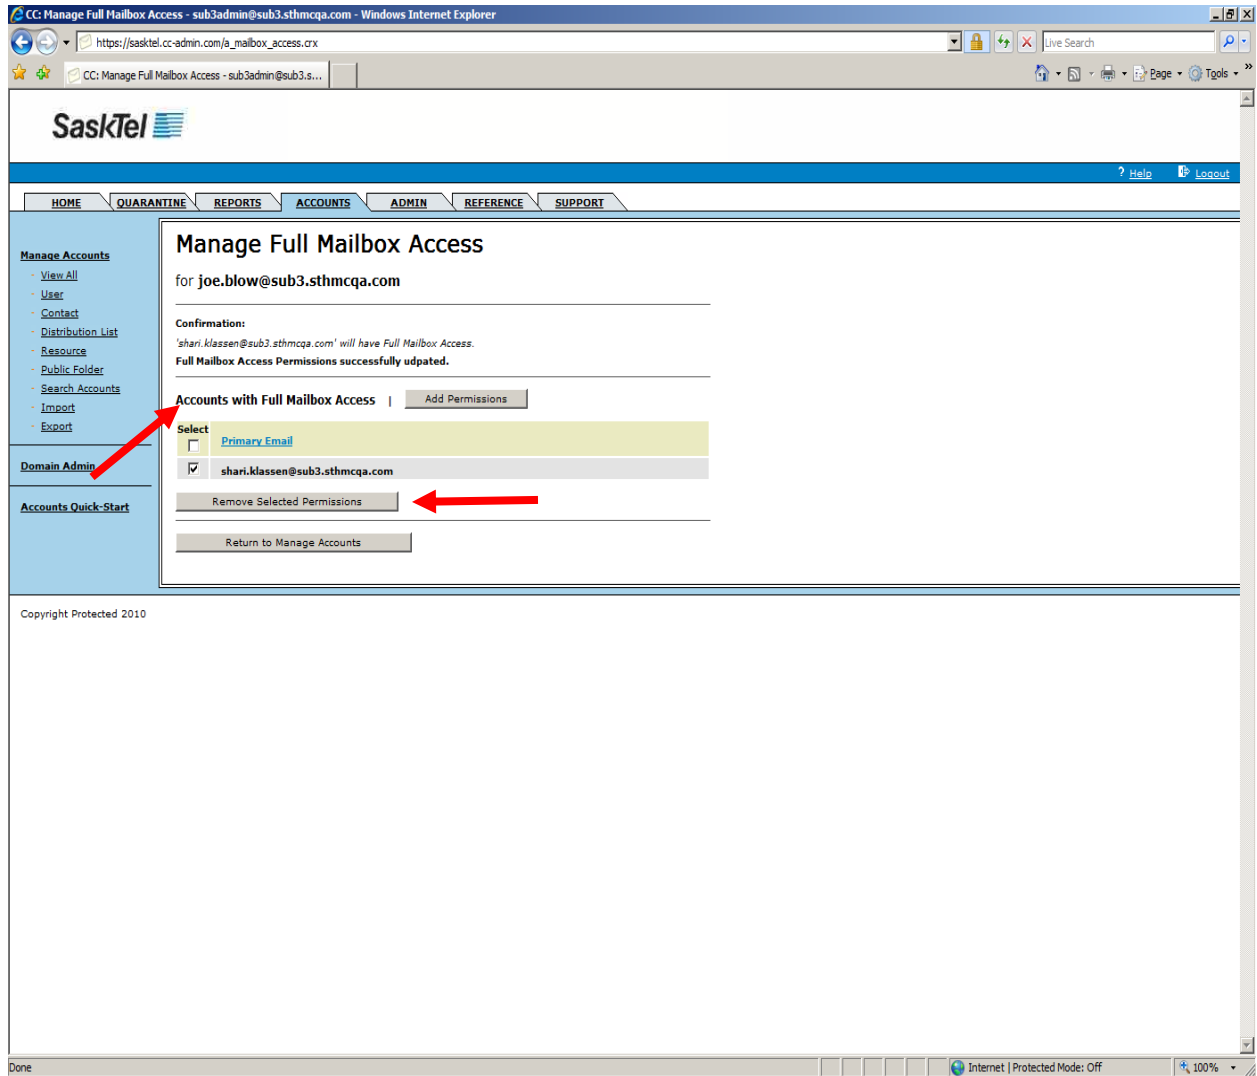 CC: Manage Full Mailbox Access - sub3admin@sub3.sthmcqa.com - Windows Internet Explorer
https://sasktel.cc-admin.com/a_mailbox_access.crx
Live Search
CC: Manage Full Mailbox Access - sub3admin@sub3.s...
Page
Tools
SaskTel
? Help
Logout
HOME QUARANTINE REPORTS ACCOUNTS ADMIN REFERENCE SUPPORT
Manage Accounts
- View All
- User
- Contact
- Distribution List
- Resource
- Public Folder
- Search Accounts
- Import
- Export
Domain Admin
Accounts Quick-Start
Manage Full Mailbox Access
for joe.blow@sub3.sthmcqa.com
Confirmation:
'shari.klassen@sub3.sthmcqa.com' will have Full Mailbox Access.
Full Mailbox Access Permissions successfully udpated.
Accounts with Full Mailbox Access | Add Permissions
Select
Primary Email
shari.klassen@sub3.sthmcqa.com
Remove Selected Permissions
Return to Manage Accounts
Copyright Protected 2010
Done
Internet | Protected Mode: Off
100%